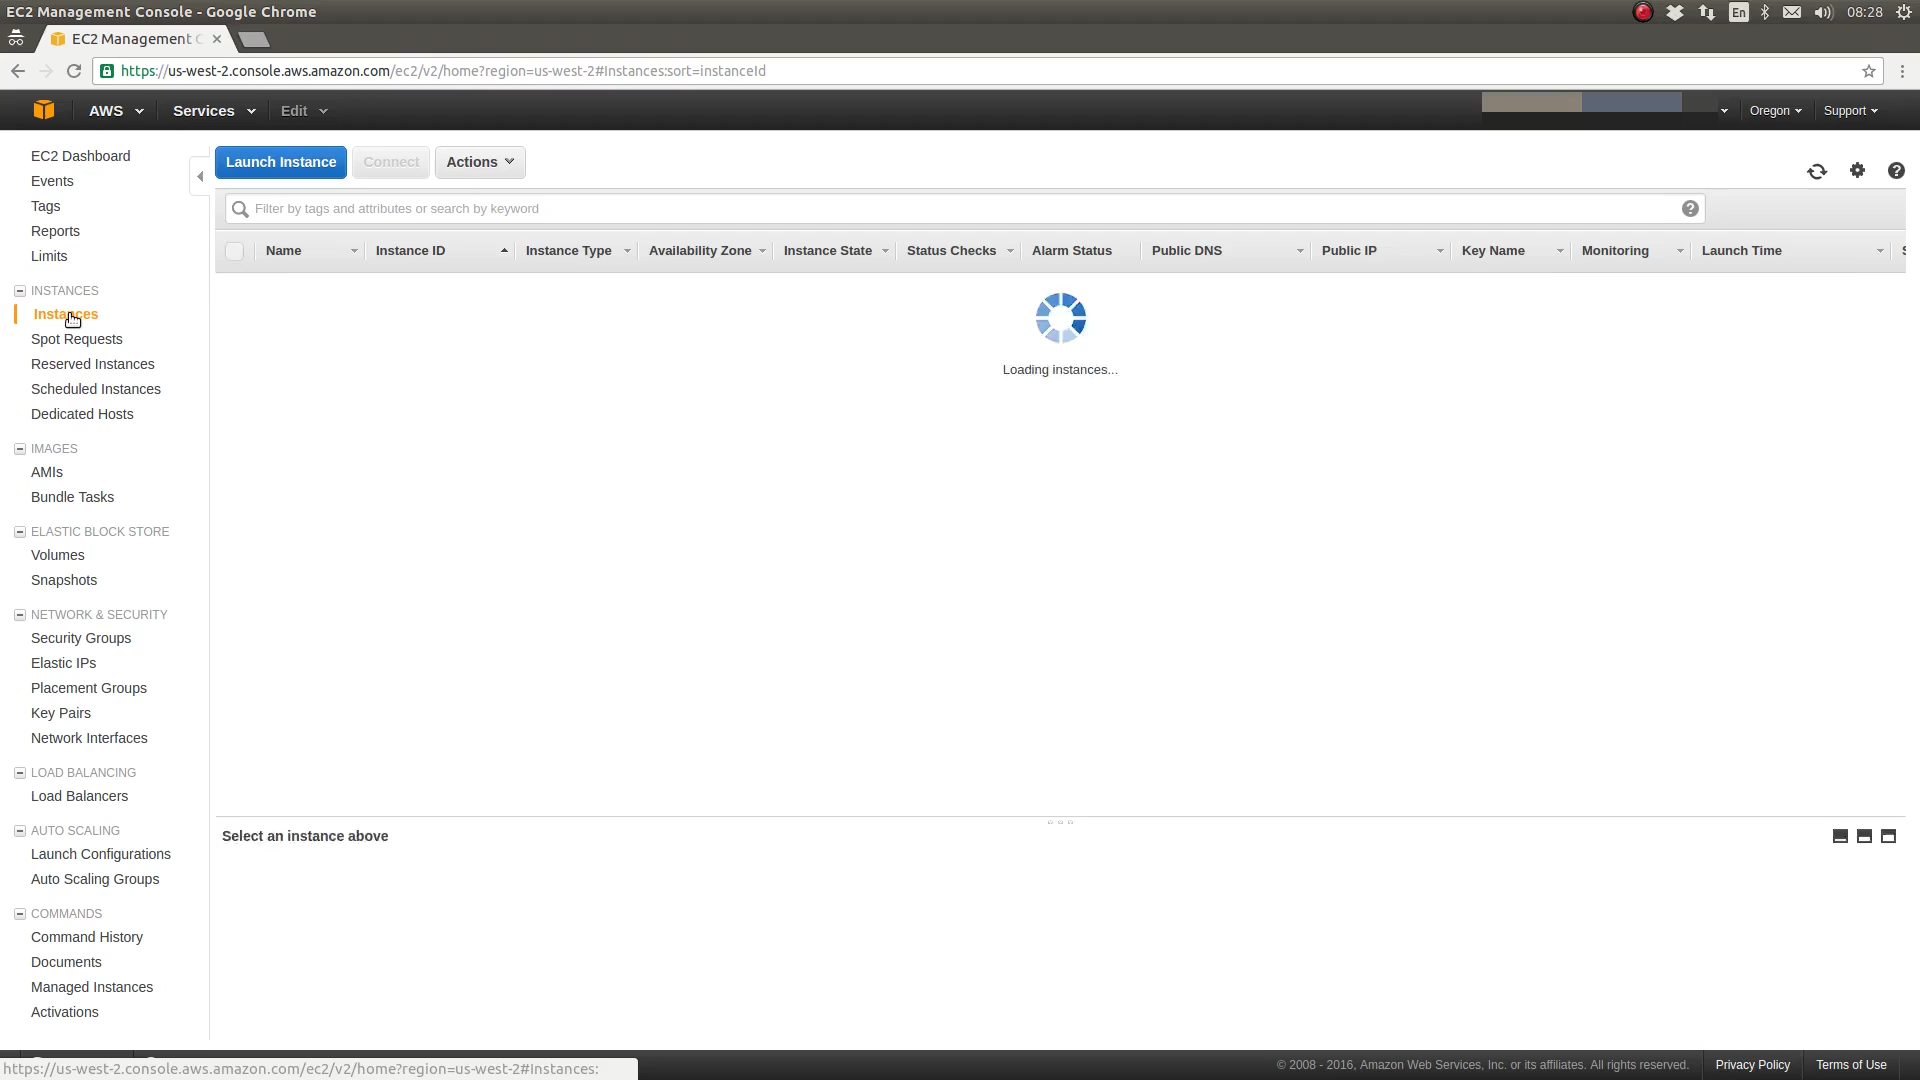 EC2 Management Console - Google Chrome
En
08:28
EC2 Management C
https://us-west-2.console.aws.amazon.com/ec2/v2/home?region=us-west-2#Instances:sort=instanceId
AWS Services Edit
Oregon Support
EC2 Dashboard
Events
Tags
Reports
Limits
INSTANCES
Instances
Spot Requests
Reserved Instances
Scheduled Instances
Dedicated Hosts
IMAGES
AMIs
Bundle Tasks
ELASTIC BLOCK STORE
Volumes
Snapshots
NETWORK & SECURITY
Security Groups
Elastic IPs
Placement Groups
Key Pairs
Network Interfaces
LOAD BALANCING
Load Balancers
AUTO SCALING
Launch Configurations
Auto Scaling Groups
COMMANDS
Command History
Documents
Managed Instances
Activations
Launch Instance Connect Actions
Filter by tags and attributes or search by keyword
Name Instance ID Instance Type Availability Zone Instance State Status Checks Alarm Status Public DNS Public IP Key Name Monitoring Launch Time
Loading instances...
Select an instance above
https://us-west-2.console.aws.amazon.com/ec2/v2/home?region=us-west-2#Instances:
© 2008 - 2016, Amazon Web Services, Inc. or its affiliates. All rights reserved. Privacy Policy Terms of Use